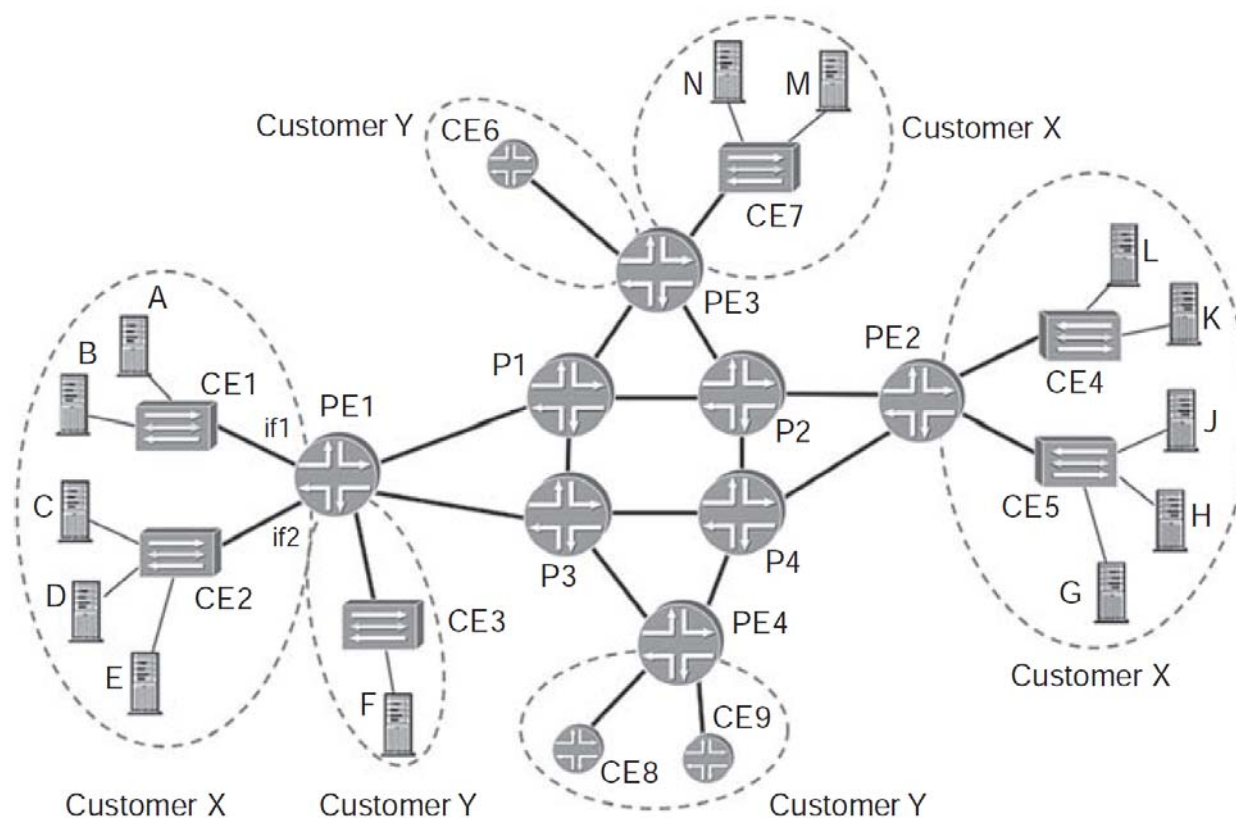 N
M
Customer Y
CE6
Customer X
CE7
PE3
A
B
CE1
if1
PE1
P1
P2
PE2
L
K
CE4
J
C
if2
CE2
D
E
P3
P4
CE5
H
G
CE3
F
PE4
CE8
CE9
Customer X
Customer X
Customer Y
Customer Y